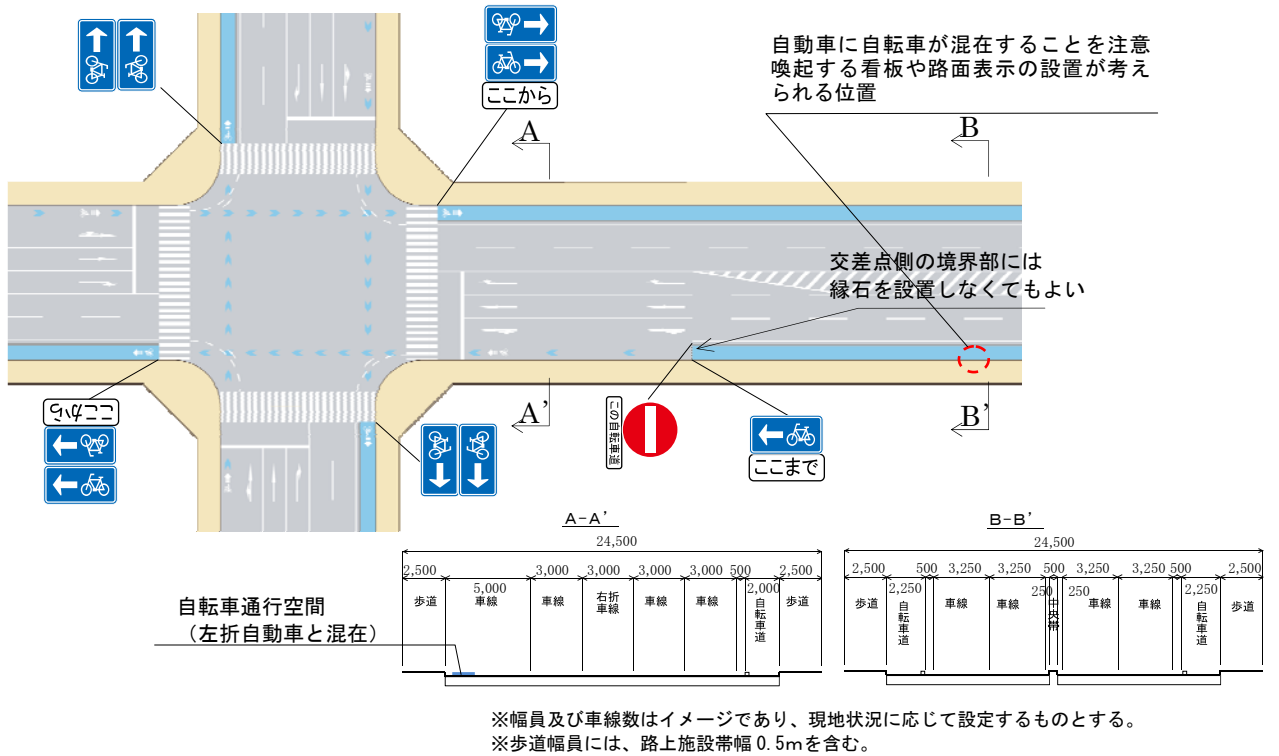 ここから
自動車に自転車が混在することを注意
喚起する看板や路面表示の設置が考え
られる位置
A
B
交差点側の境界部には
縁石を設置しなくてもよい
ここから
A’
B’
この自転車道
ここまで
A-A’
24,500
2,500
5,000
3,000
3,000
3,000
3,000
500
2,000
2,500
歩道
車線
車線
右折
車線
車線
車線
自転車道
歩道
B-B’
24,500
2,500
500
3,250
3,250
500
3,250
500
2,500
2,250
250
250
2,250
歩道
自転車道
車線
車線
中央帯
車線
車線
自転車道
歩道
自転車通行空間
（左折自動車と混在）
※幅員及び車線数はイメージであり、現地状況に応じて設定するものとする。
※歩道幅員には、路上施設帯幅 0.5mを含む。